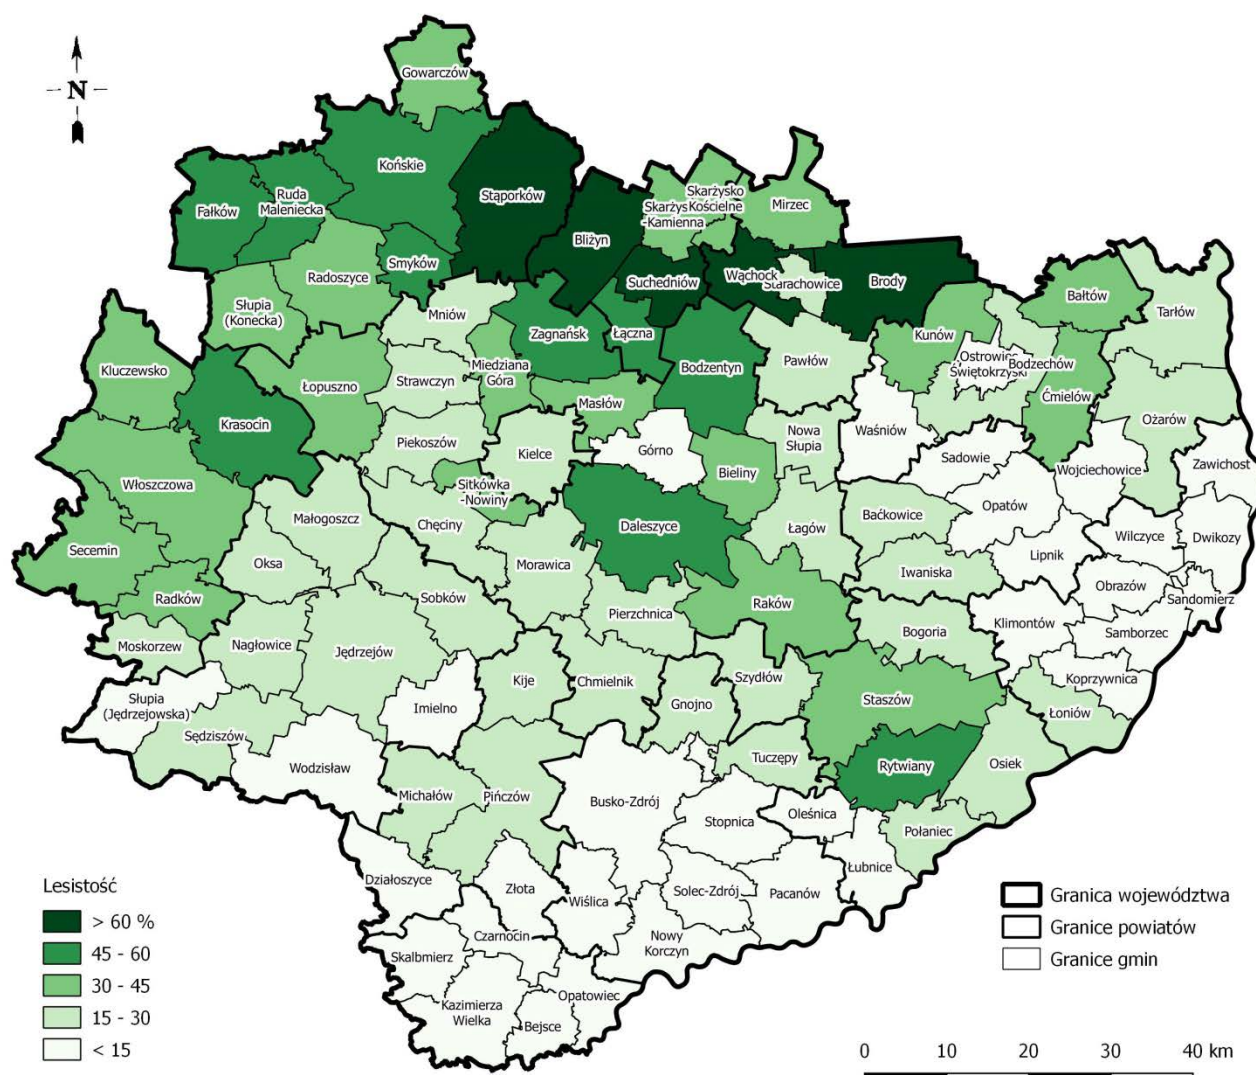 Gowarczów
N
Końskie
Stąporków
Ruda
Maleniecka
Fałków
Skarżysko
Kościelne
Skarżys
-Kamienna
Mirzec
Bliżyn
Smyków
Radoszyce
Suchedniów
Wąchock
Starachowice
Brody
Słupia
(Konecka)
Bałtów
Tarłów
Mniów
Zagnańsk
Łączna
Kunów
Kluczewsko
Łopuszno
Miedziana
Góra
Strawczyn
Bodzentyn
Pawłów
Ostrowiec
Świętokrzyski
Bodzechów
Ćmielów
Krasocin
Masłów
Ożarów
Piekoszów
Kielce
Górno
Nowa
Słupia
Waśniów
Sadowie
Wojciechowice
Zawichost
Włoszczowa
Sitkówka
-Nowiny
Bieliny
Opatów
Małogoszcz
Chęciny
Daleszyce
Łagów
Baćkowice
Wilczyce
Dwikozy
Secemin
Oksa
Morawica
Lipnik
Iwaniska
Obrazów
Sandomierz
Radków
Sobków
Pierzchnica
Raków
Klimontów
Samborzec
Moskorzew
Nagłowice
Jędrzejów
Bogoria
Kije
Chmielnik
Szydłów
Koprzywnica
Słupia
(Jędrzejowska)
Imielno
Gnojno
Staszów
Łoniów
Sędziszów
Wodzisław
Tuczępy
Rytwiany
Osiek
Michałów
Pińczów
Busko-Zdrój
Stopnica
Oleśnica
Połaniec
Działoszyce
Złota
Wiślica
Solec-Zdrój
Pacanów
Łubnice
Czarnocin
Nowy
Korczyn
Skalbmierz
Kazimierza
Wielka
Opatowiec
Bejsce
Lesistość
> 60 %
45 - 60
30 - 45
15 - 30
< 15
Granica województwa
Granice powiatów
Granice gmin
0 10 20 30 40 km